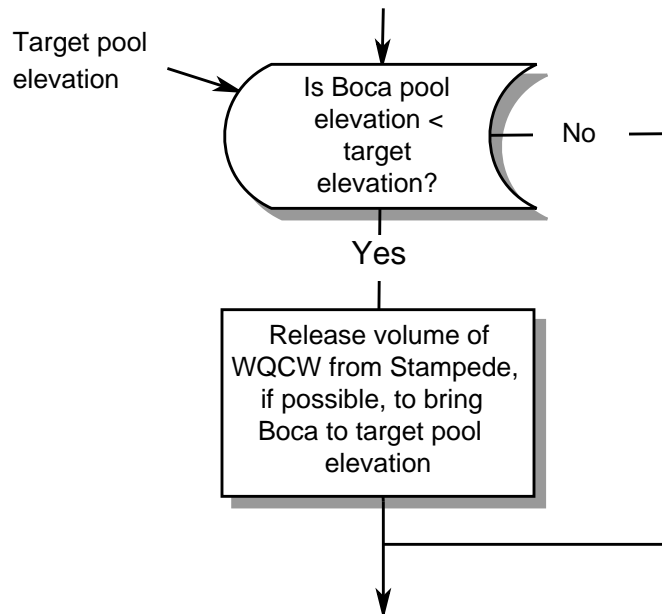 Target pool
elevation
Is Boca pool
elevation <
target
elevation?
No
Yes
Release volume of
WQCW from Stampede,
if possible, to bring
Boca to target pool
elevation